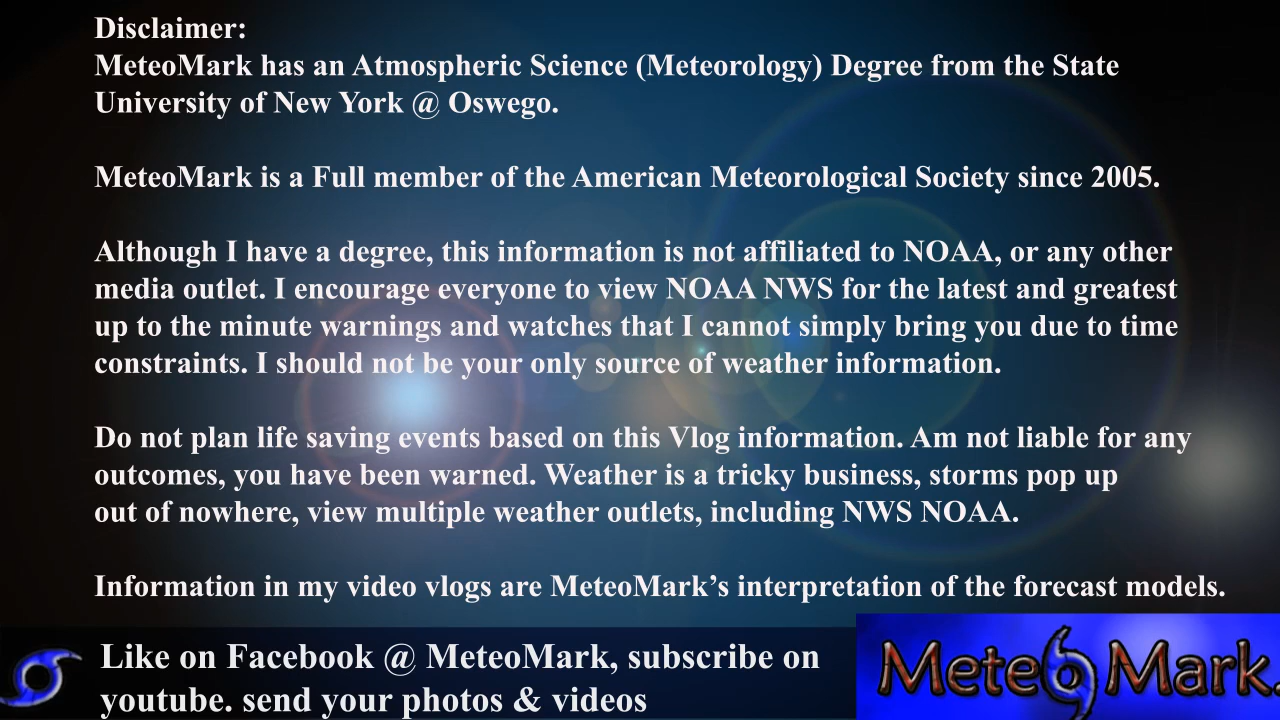 Disclaimer:
MeteoMark has an Atmospheric Science (Meteorology) Degree from the State
University of New York @ Oswego.
MeteoMark is a Full member of the American Meteorological Society since 2005.
Although I have a degree, this information is not affiliated to NOAA, or any other
media outlet. I encourage everyone to view NOAA NWS for the latest and greatest
up to the minute warnings and watches that I cannot simply bring you due to time
constraints. I should not be your only source of weather information.
Do not plan life saving events based on this Vlog information. Am not liable for any
outcomes, you have been warned. Weather is a tricky business, storms pop up
out of nowhere, view multiple weather outlets, including NWS NOAA.
Information in my video vlogs are MeteoMark’s interpretation of the forecast models.
Like on Facebook @ MeteoMark, subscribe on
youtube. send your photos & videos
MeteoMark.